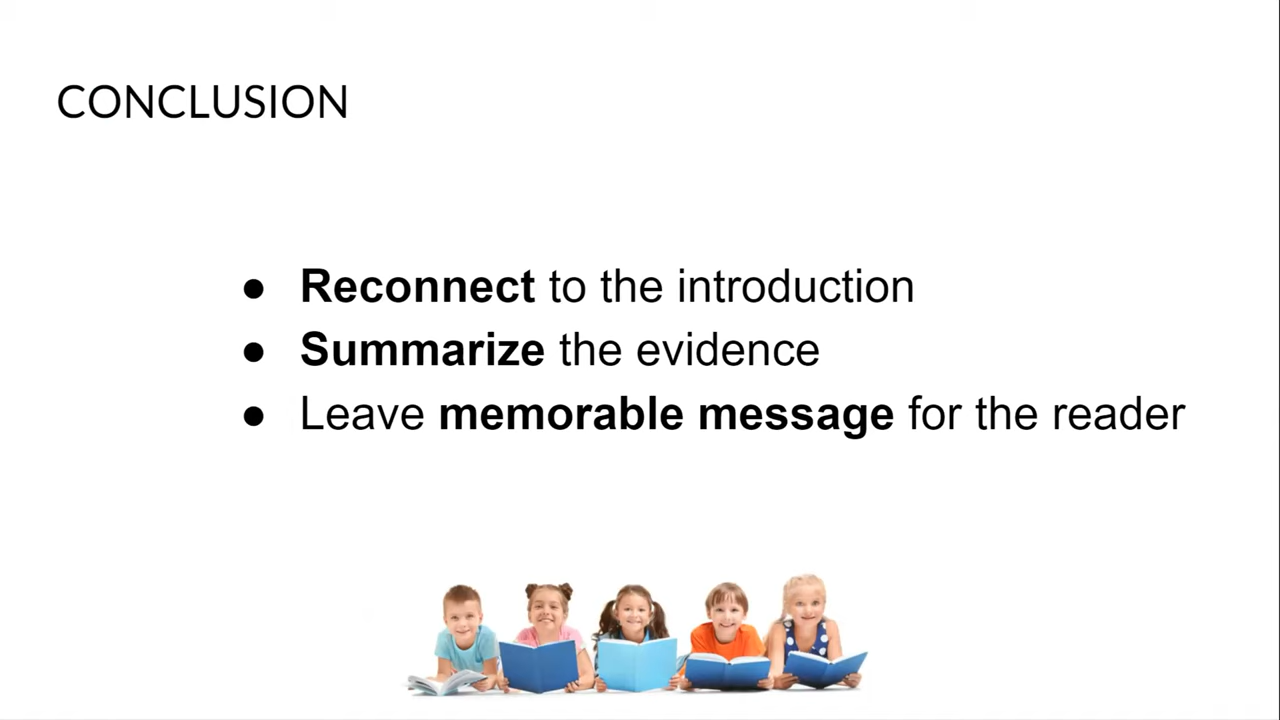 CONCLUSION
● Reconnect to the introduction
● Summarize the evidence
● Leave memorable message for the reader